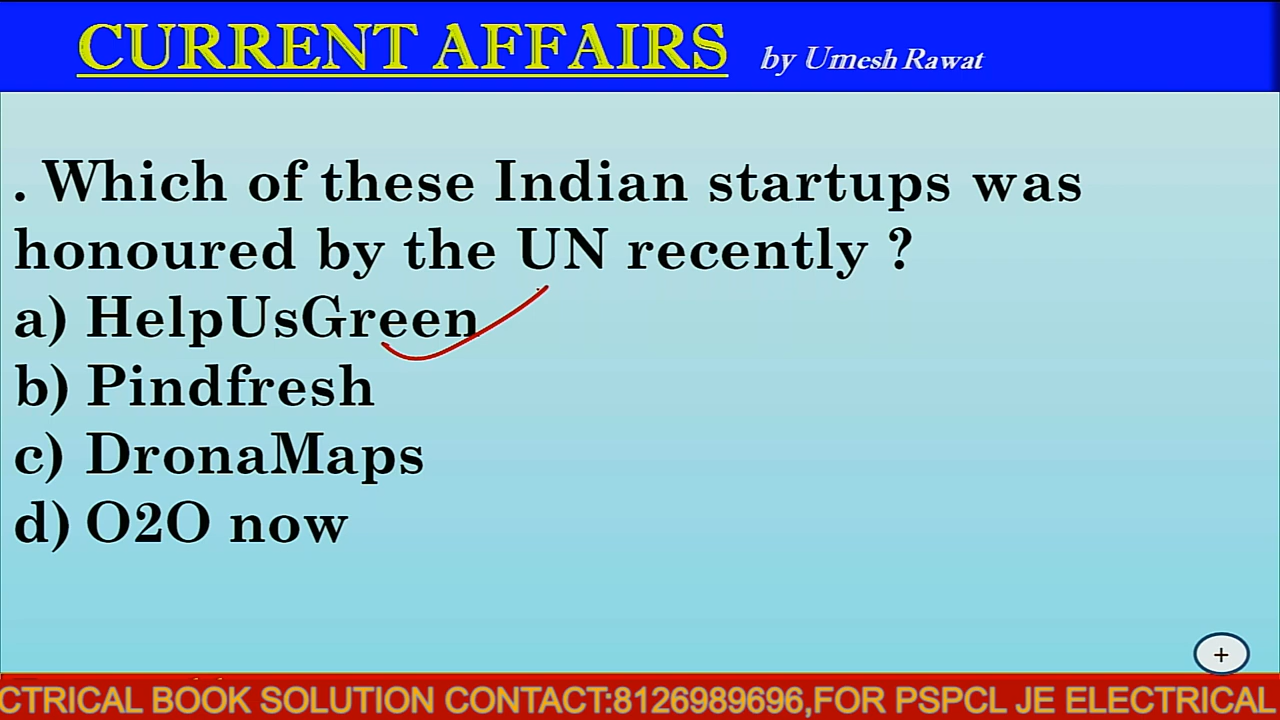 CURRENT AFFAIRS by Umesh Rawat
. Which of these Indian startups was
honoured by the UN recently ?
a) HelpUsGreen
b) Pindfresh
c) DronaMaps
d) O2O now
+
CTRICAL BOOK SOLUTION CONTACT:8126989696,FOR PSPCL JE ELECTRICAL